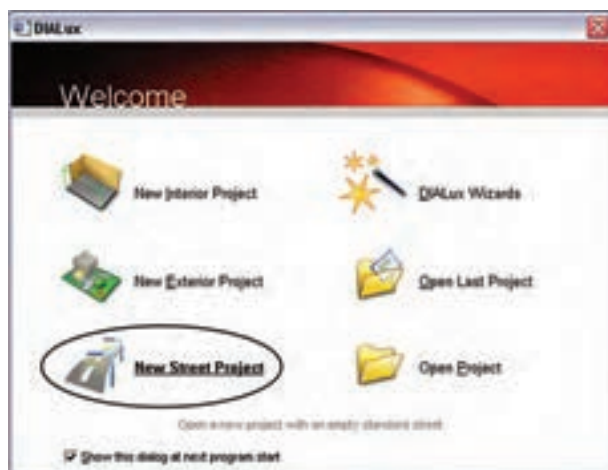 DIALux
Welcome
New Interior Project
DIALux Wizards
New Exterior Project
Open Last Project
New Street Project
Open Project
Open a new project with an empty standard street
Show this dialog at next program start